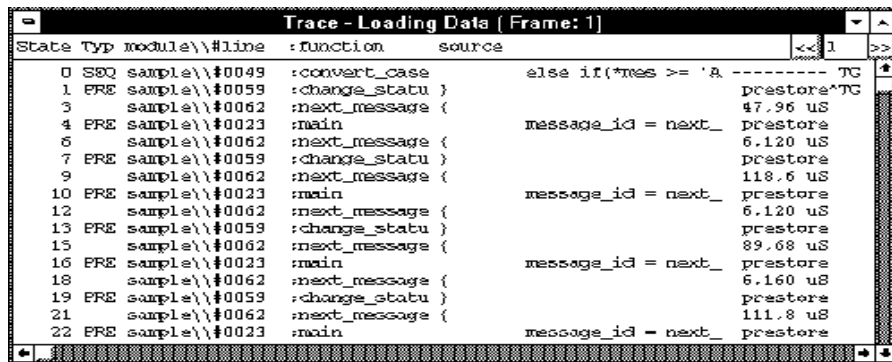 Trace - Loading Data [ Frame: 1]
State Typ module\\#line :function source << 1 >>
0 SEQ sample\\#0049 :convert_case else if(*mes >= 'A --------- TG
1 PRE sample\\#0059 :change_statu } prestore^TG
3 sample\\#0062 :next_message { 47.96 uS
4 PRE sample\\#0023 :main message_id = next_ prestore
6 sample\\#0062 :next_message { 6.120 uS
7 PRE sample\\#0059 :change_statu } prestore
9 sample\\#0062 :next_message { 118.6 uS
10 PRE sample\\#0023 :main message_id = next_ prestore
12 sample\\#0062 :next_message { 6.120 uS
13 PRE sample\\#0059 :change_statu } prestore
15 sample\\#0062 :next_message { 89.68 uS
16 PRE sample\\#0023 :main message_id = next_ prestore
18 sample\\#0062 :next_message { 6.160 uS
19 PRE sample\\#0059 :change_statu } prestore
21 sample\\#0062 :next_message { 111.8 uS
22 PRE sample\\#0023 :main message_id = next_ prestore